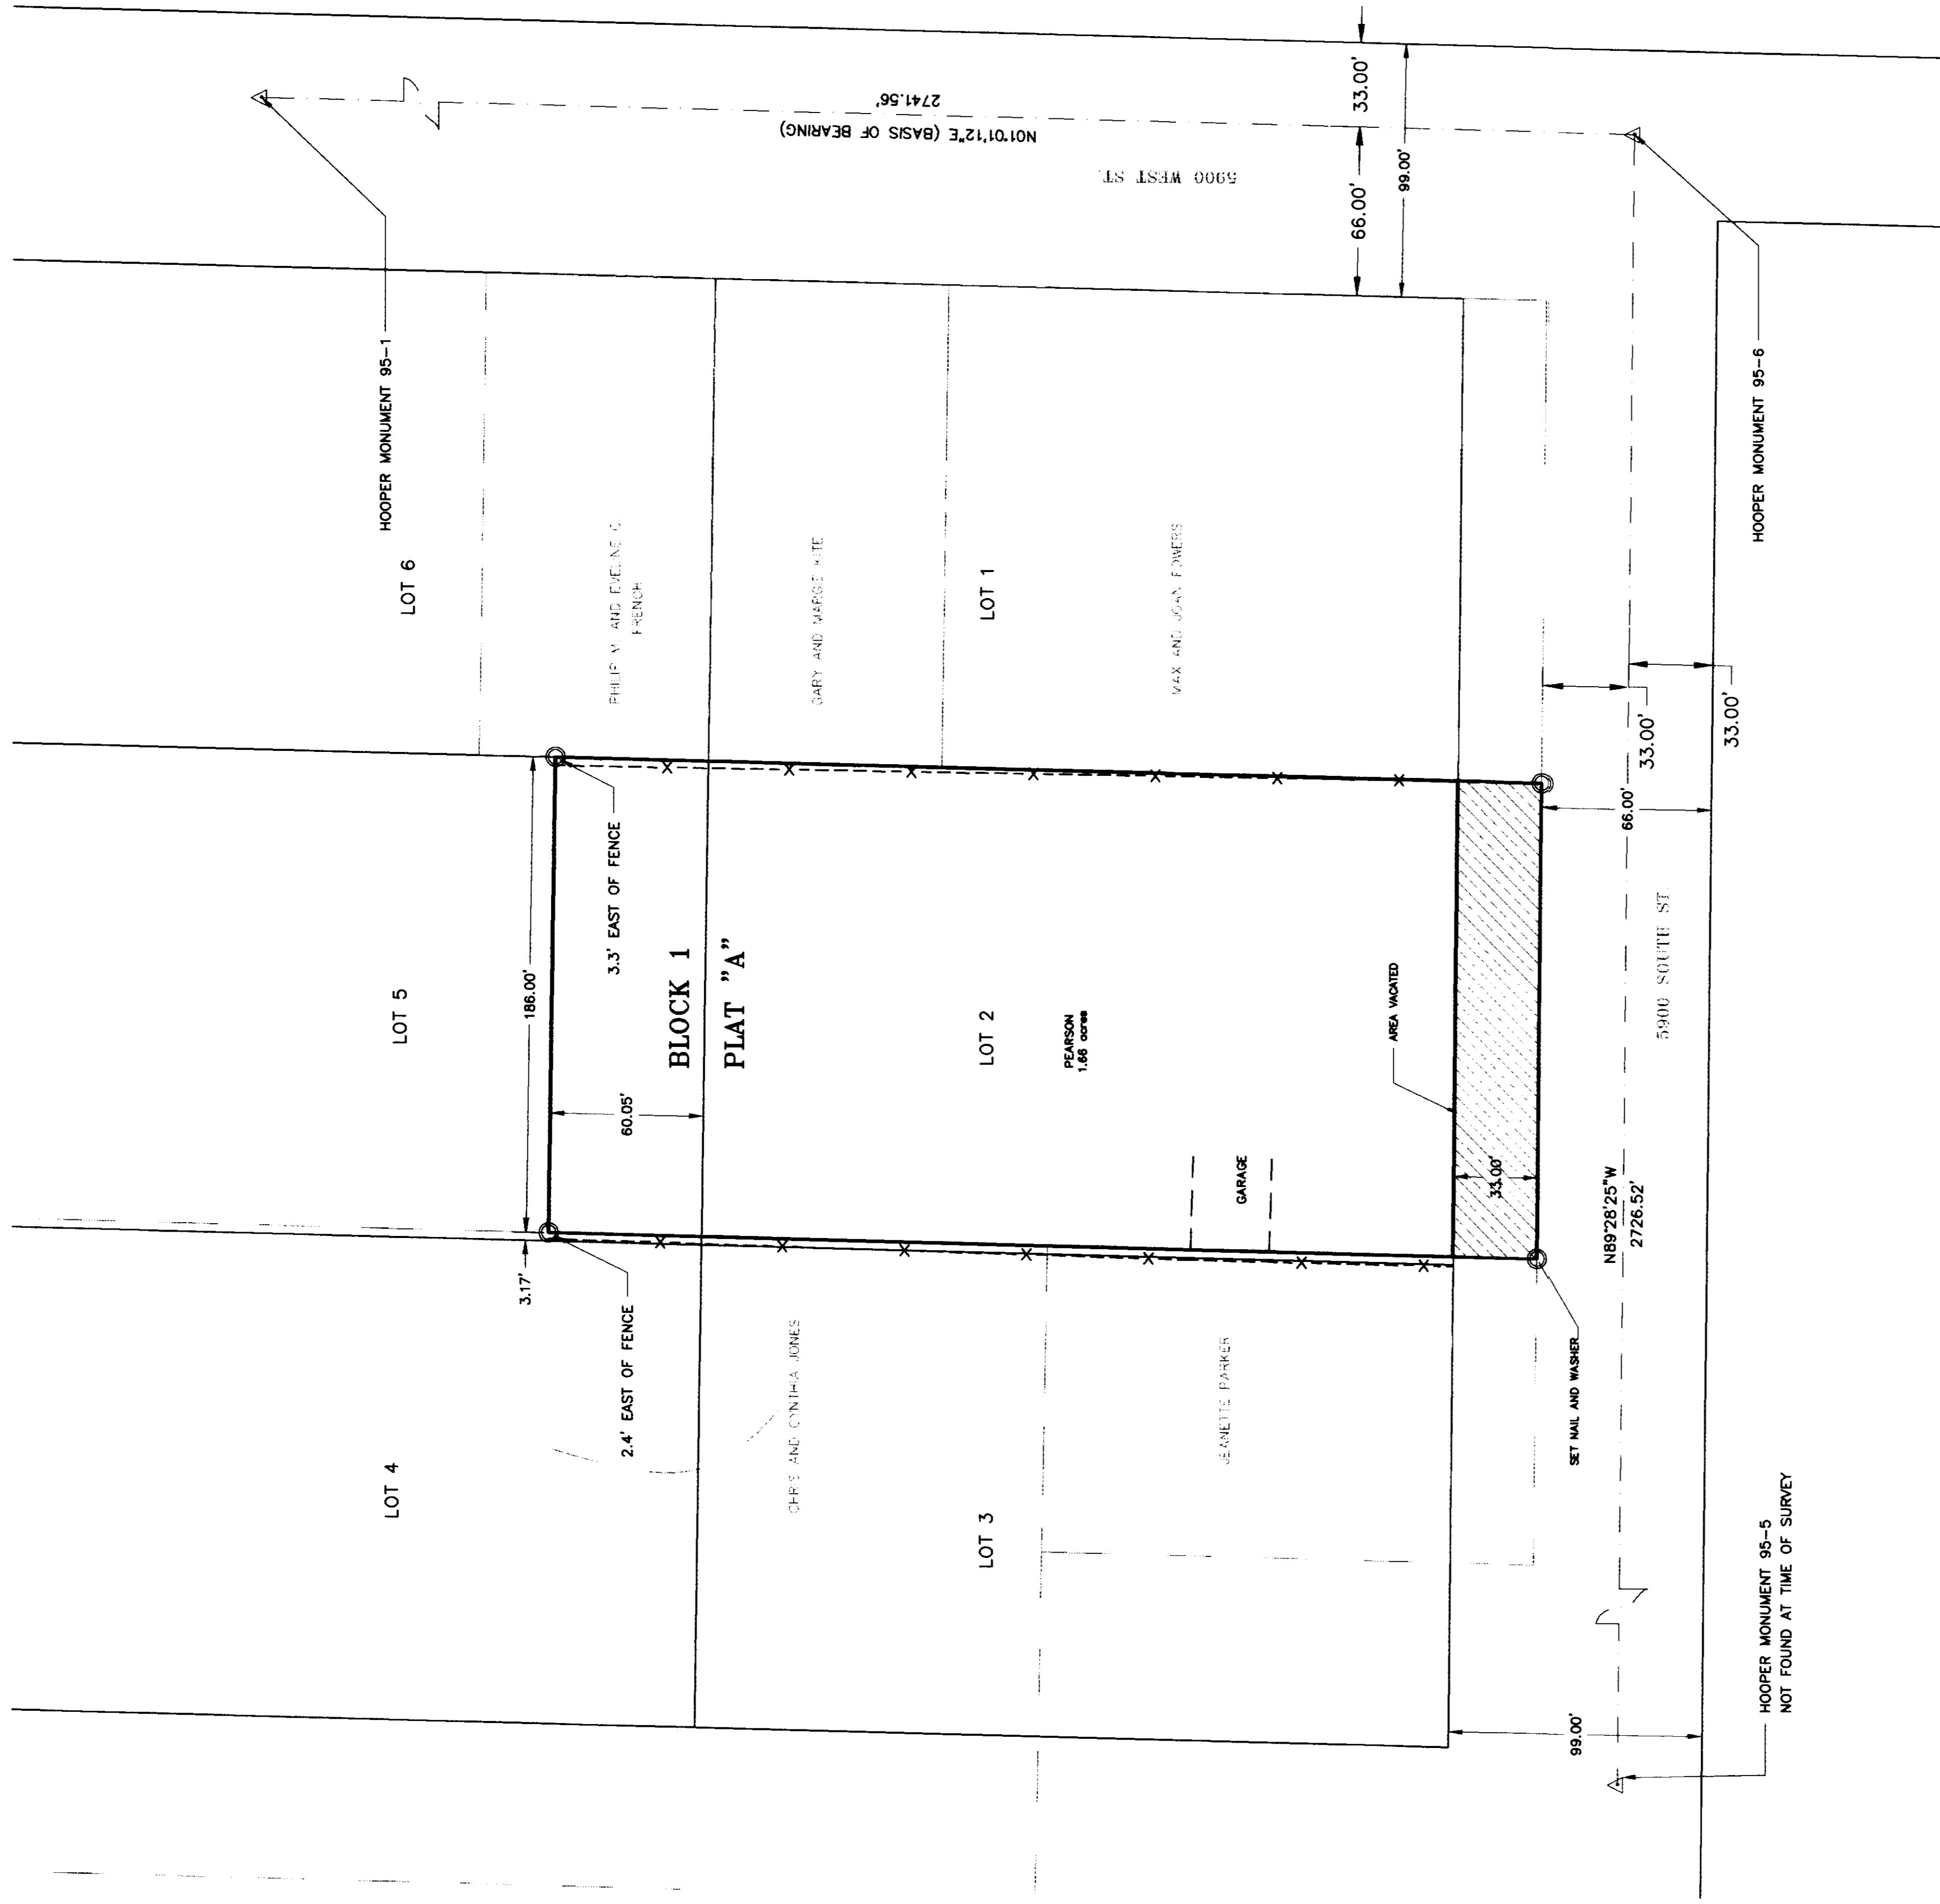 33.00'
2741.56'
N01°01'12"E (BASIS OF BEARING)
99.00'
5900 WEST ST.
66.00'
HOOPER MONUMENT 95-1
HOOPER MONUMENT 95-6
LOT 6
FRENCH
GARY AND MARGE
LOT 1
MAX AND JOAN
33.00'
33.00'
66.00'
3.3' EAST OF FENCE
186.00'
LOT 5
BLOCK 1
PLAT "A"
LOT 2
PEARSON
1.66 acres
AREA VACATED
5900 SOUTH ST.
60.05'
GARAGE
33.00'
N89°28'25"W
2726.52'
3.17'
2.4' EAST OF FENCE
CHRIS AND CYNTHIA JONES
JEANETTE PARKER
SET NAIL AND WASHER
LOT 4
LOT 3
HOOPER MONUMENT 95-5
NOT FOUND AT TIME OF SURVEY
99.00'